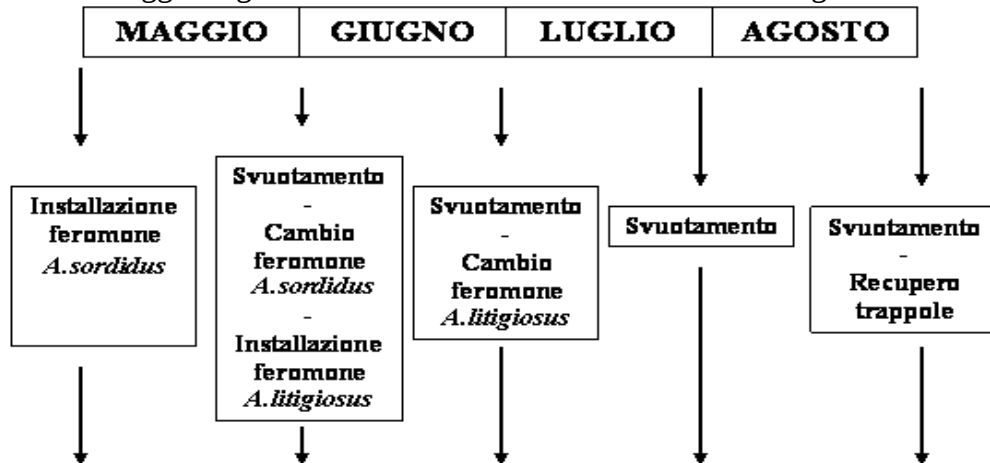 MAGGIO GIUGNO LUGLIO AGOSTO
Installazione
feromone
A.sordidus
Svuotamento
-
Cambio
feromone
A.sordidus
-
Installazione
feromone
A.litigiosus
Svuotamento
-
Cambio
feromone
A.litigiosus
Svuotamento
Svuotamento
-
Recupero
trappole